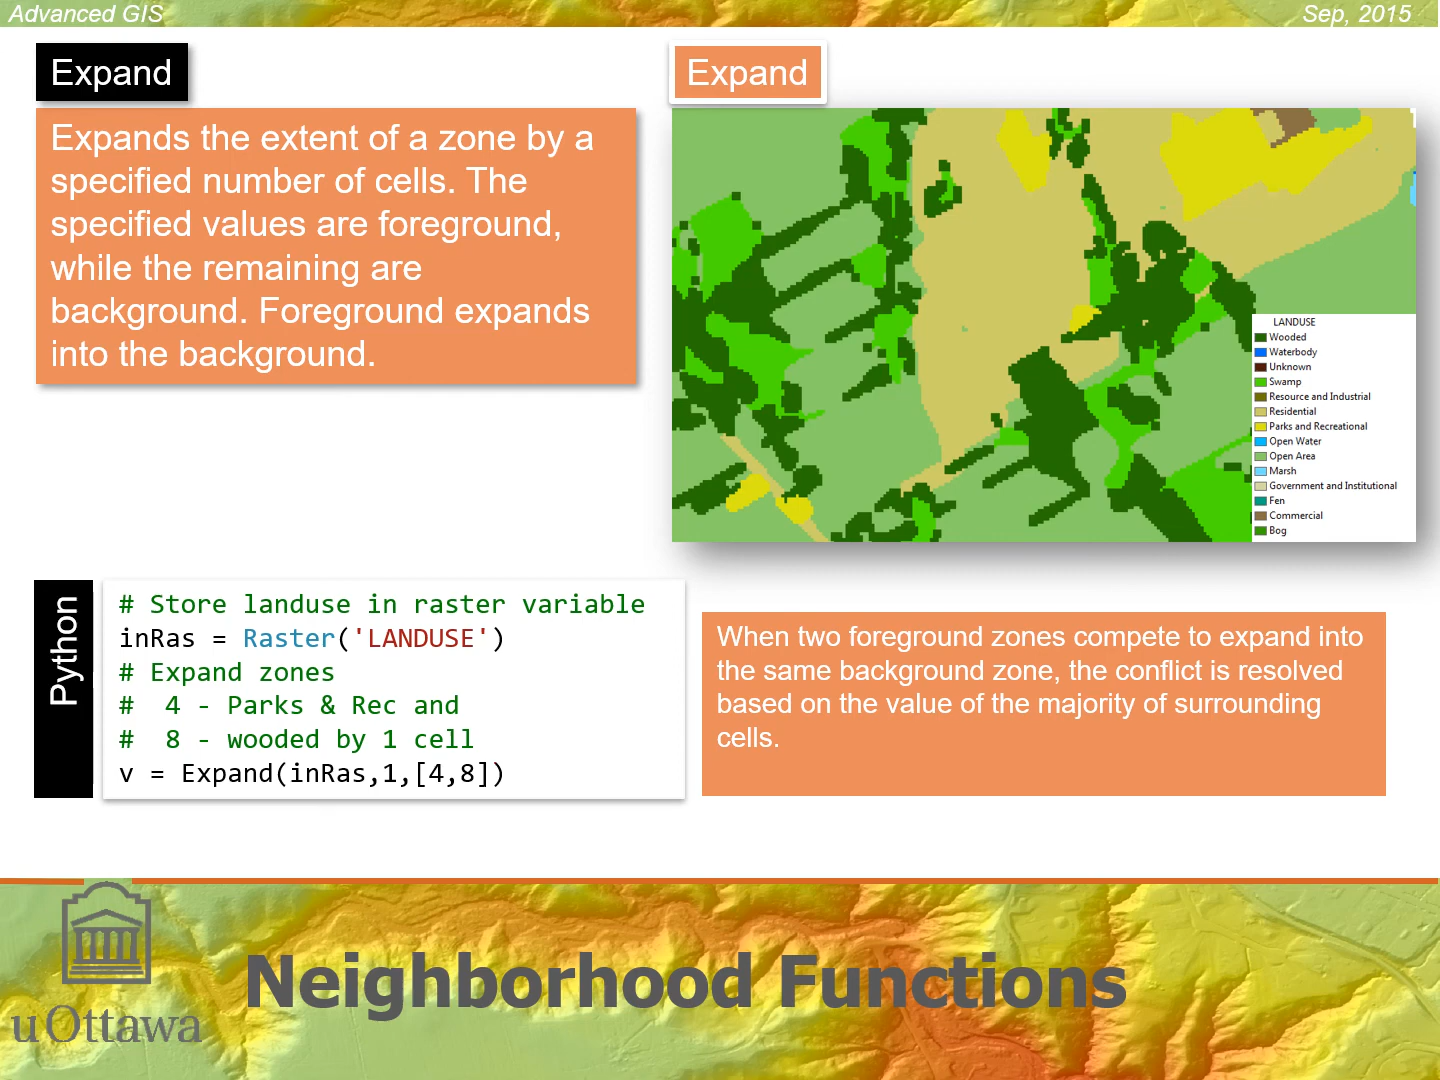 Advanced GIS
Sep, 2015
Expand
Expands the extent of a zone by a
specified number of cells. The
specified values are foreground,
while the remaining are
background. Foreground expands
into the background.
Expand
LANDUSE
Wooded
Waterbody
Unknown
Swamp
Resource and Industrial
Residential
Parks and Recreational
Open Water
Open Area
Marsh
Government and Institutional
Fen
Commercial
Bog
Python
# Store landuse in raster variable
inRas = Raster('LANDUSE')
# Expand zones
#  4 - Parks & Rec and
#  8 - wooded by 1 cell
v = Expand(inRas,1,[4,8])
When two foreground zones compete to expand into
the same background zone, the conflict is resolved
based on the value of the majority of surrounding
cells.
uOttawa
Neighborhood Functions